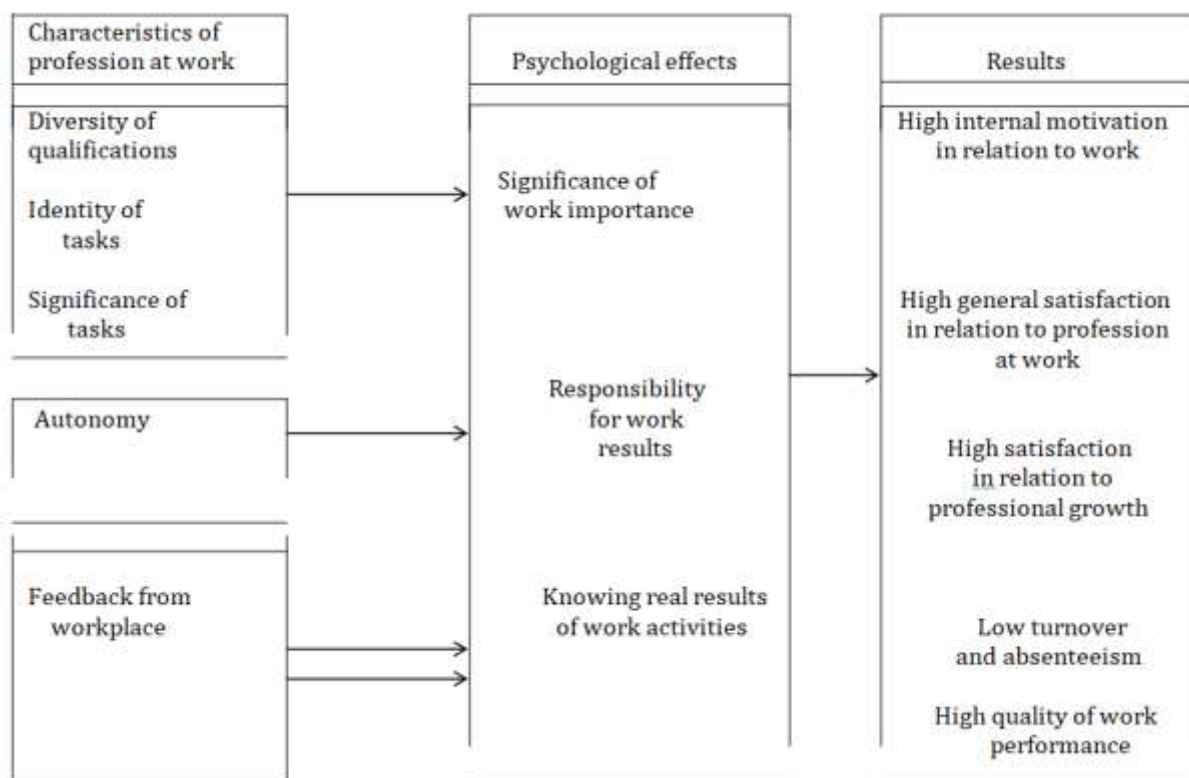 Characteristics of
profession at work
Diversity of
qualifications
Identity of
tasks
Significance of
tasks
Autonomy
Feedback from
workplace
Psychological effects
Significance of
work importance
Responsibility
for work
results
Knowing real results
of work activities
Results
High internal motivation
in relation to work
High general satisfaction
in relation to profession
at work
High satisfaction
in relation to
professional growth
Low turnover
and absenteeism
High quality of work
performance